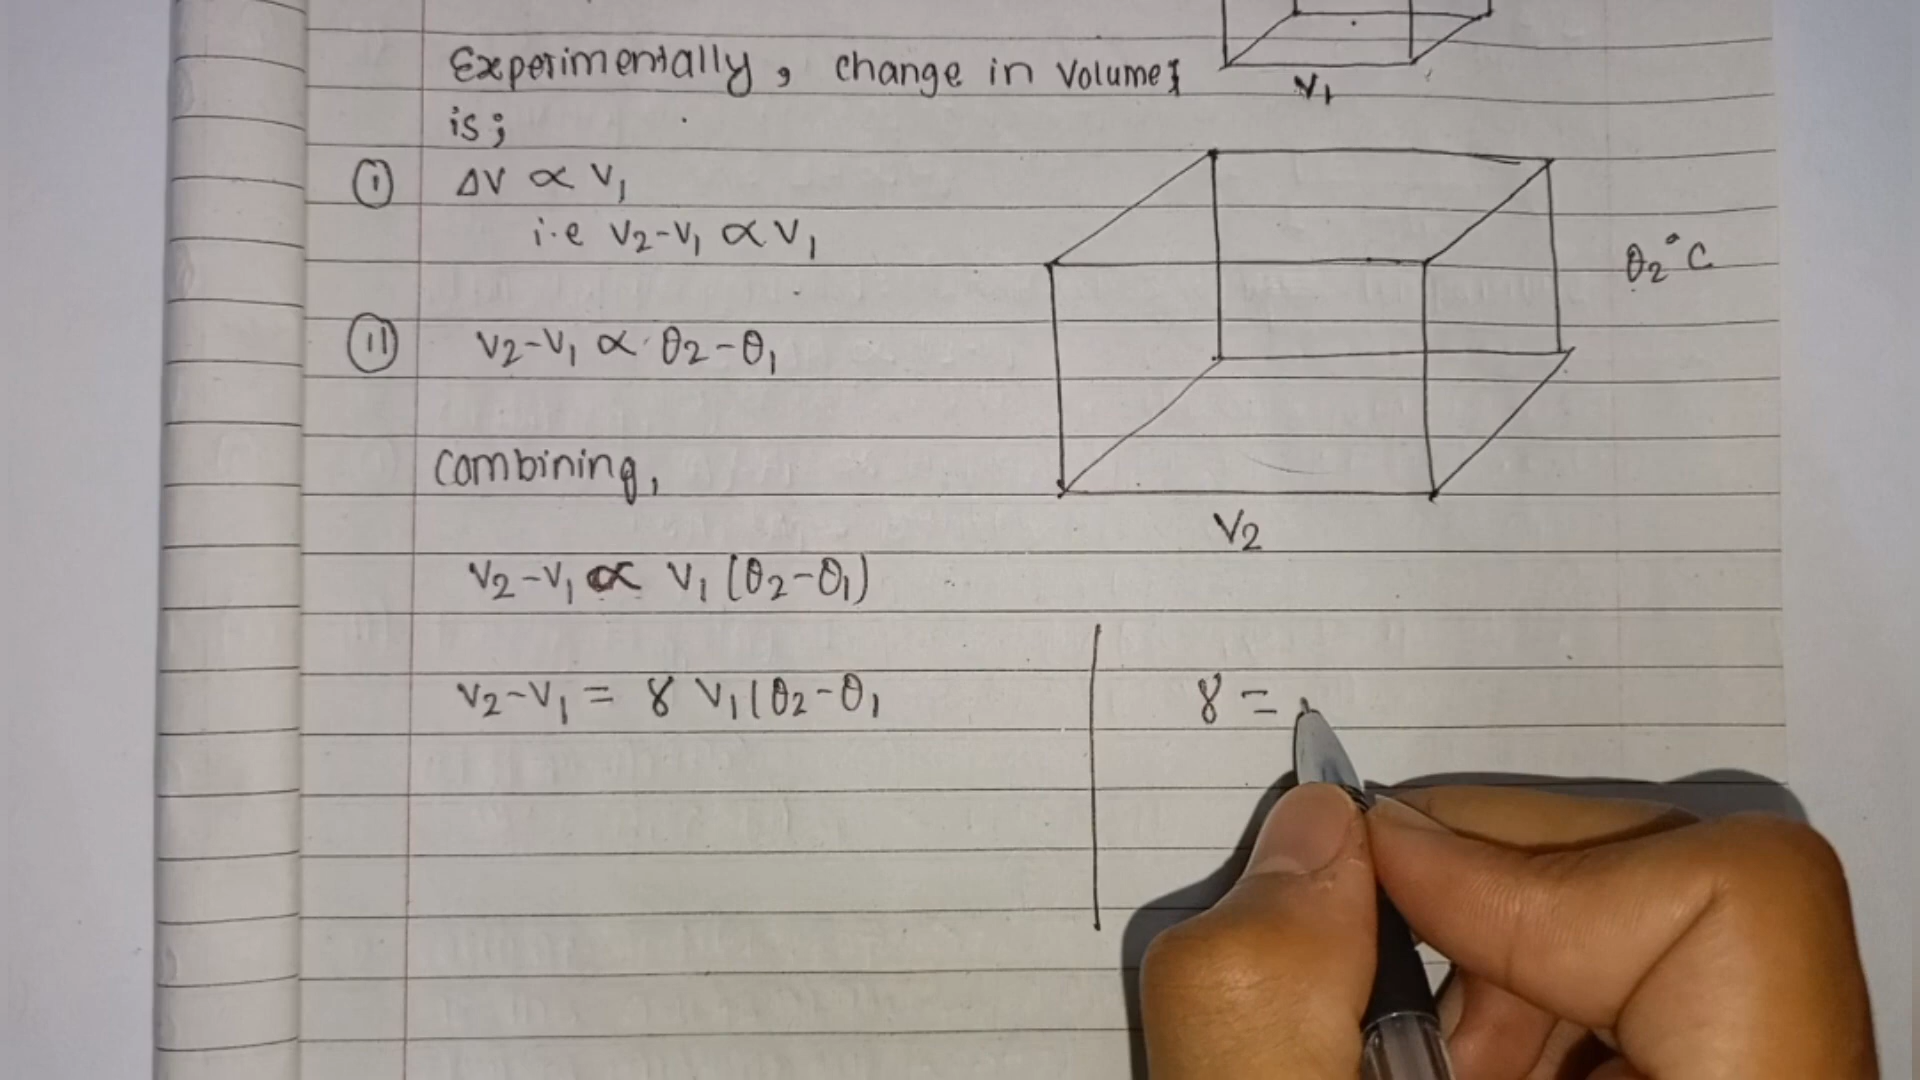 Experimentally, change in volume
V₁
is;
(i) ΔV ∝ V₁
i.e V₂-V₁ ∝ V₁
θ₂°C
(ii) V₂-V₁ ∝ θ₂-θ₁
combining,
V₂
V₂-V₁ ∝ V₁ (θ₂-θ₁)
V₂-V₁ = γ V₁(θ₂-θ₁
γ =